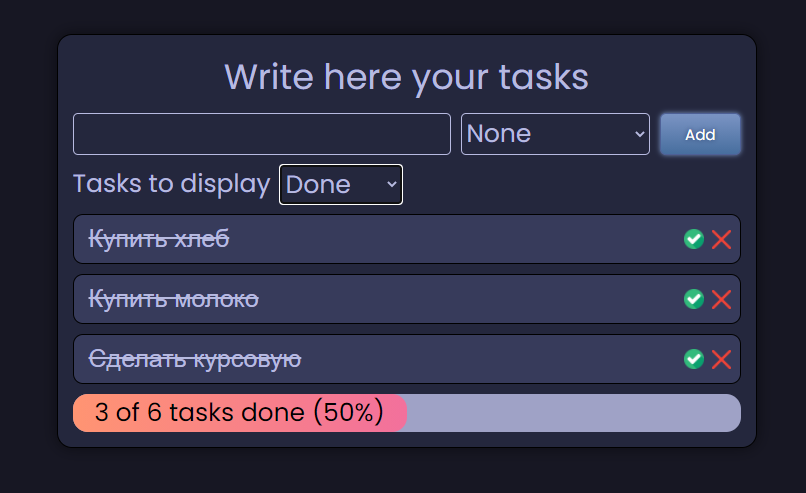 Write here your tasks
None Add
Tasks to display Done
Купить хлеб
Купить молоко
Сделать курсовую
3 of 6 tasks done (50%)